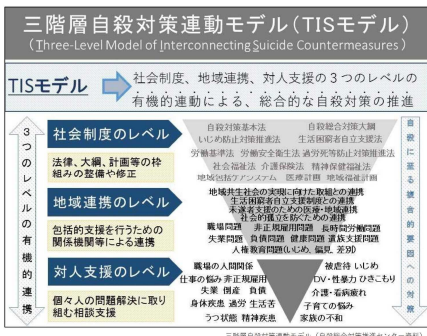 三階層自殺対策連動モデル（TISモデル）
(Three-Level Model of Interconnecting Suicide Countermeasures)
TISモデル
社会制度、地域連携、対人支援の3つのレベルの
有機的連動による、総合的な自殺対策の推進
3つのレベルの有機的連携
社会制度のレベル
法律、大綱、計画等の枠
組みの整備や修正
自殺対策基本法 自殺総合対策大綱
いじめ防止対策推進法 生活困窮者自立支援法
労働基準法 労働安全衛生法 過労死等防止対策推進法
社会福祉法 介護保険法 精神保健福祉法
地域包括ケアシステム 医療計画 地域福祉計画
地域連携のレベル
包括的支援を行うための
関係機関等による連携
地域共生社会の実現に向けた取組との連携
生活困窮者自立支援制度との連携
未遂者支援のための医療・地域連携
社会的孤立を防ぐための連携
職場問題 非正規雇用問題 長時間労働問題
失業問題 負債問題 健康問題 遺族支援問題
人権教育問題(いじめ、偏見、差別)
対人支援のレベル
個々人の問題解決に取り
組む相談支援
職場の人間関係 被虐待 いじめ
仕事の悩み 非正規雇用 DV・性暴力 ひきこもり
失業 倒産 負債 介護・看病疲れ
身体疾患 過労 生活苦 子育ての悩み
うつ状態 精神疾患 家族の不和
自殺に至る複合的要因への対策
三階層自殺対策連動モデル（自殺総合対策推進センター資料）